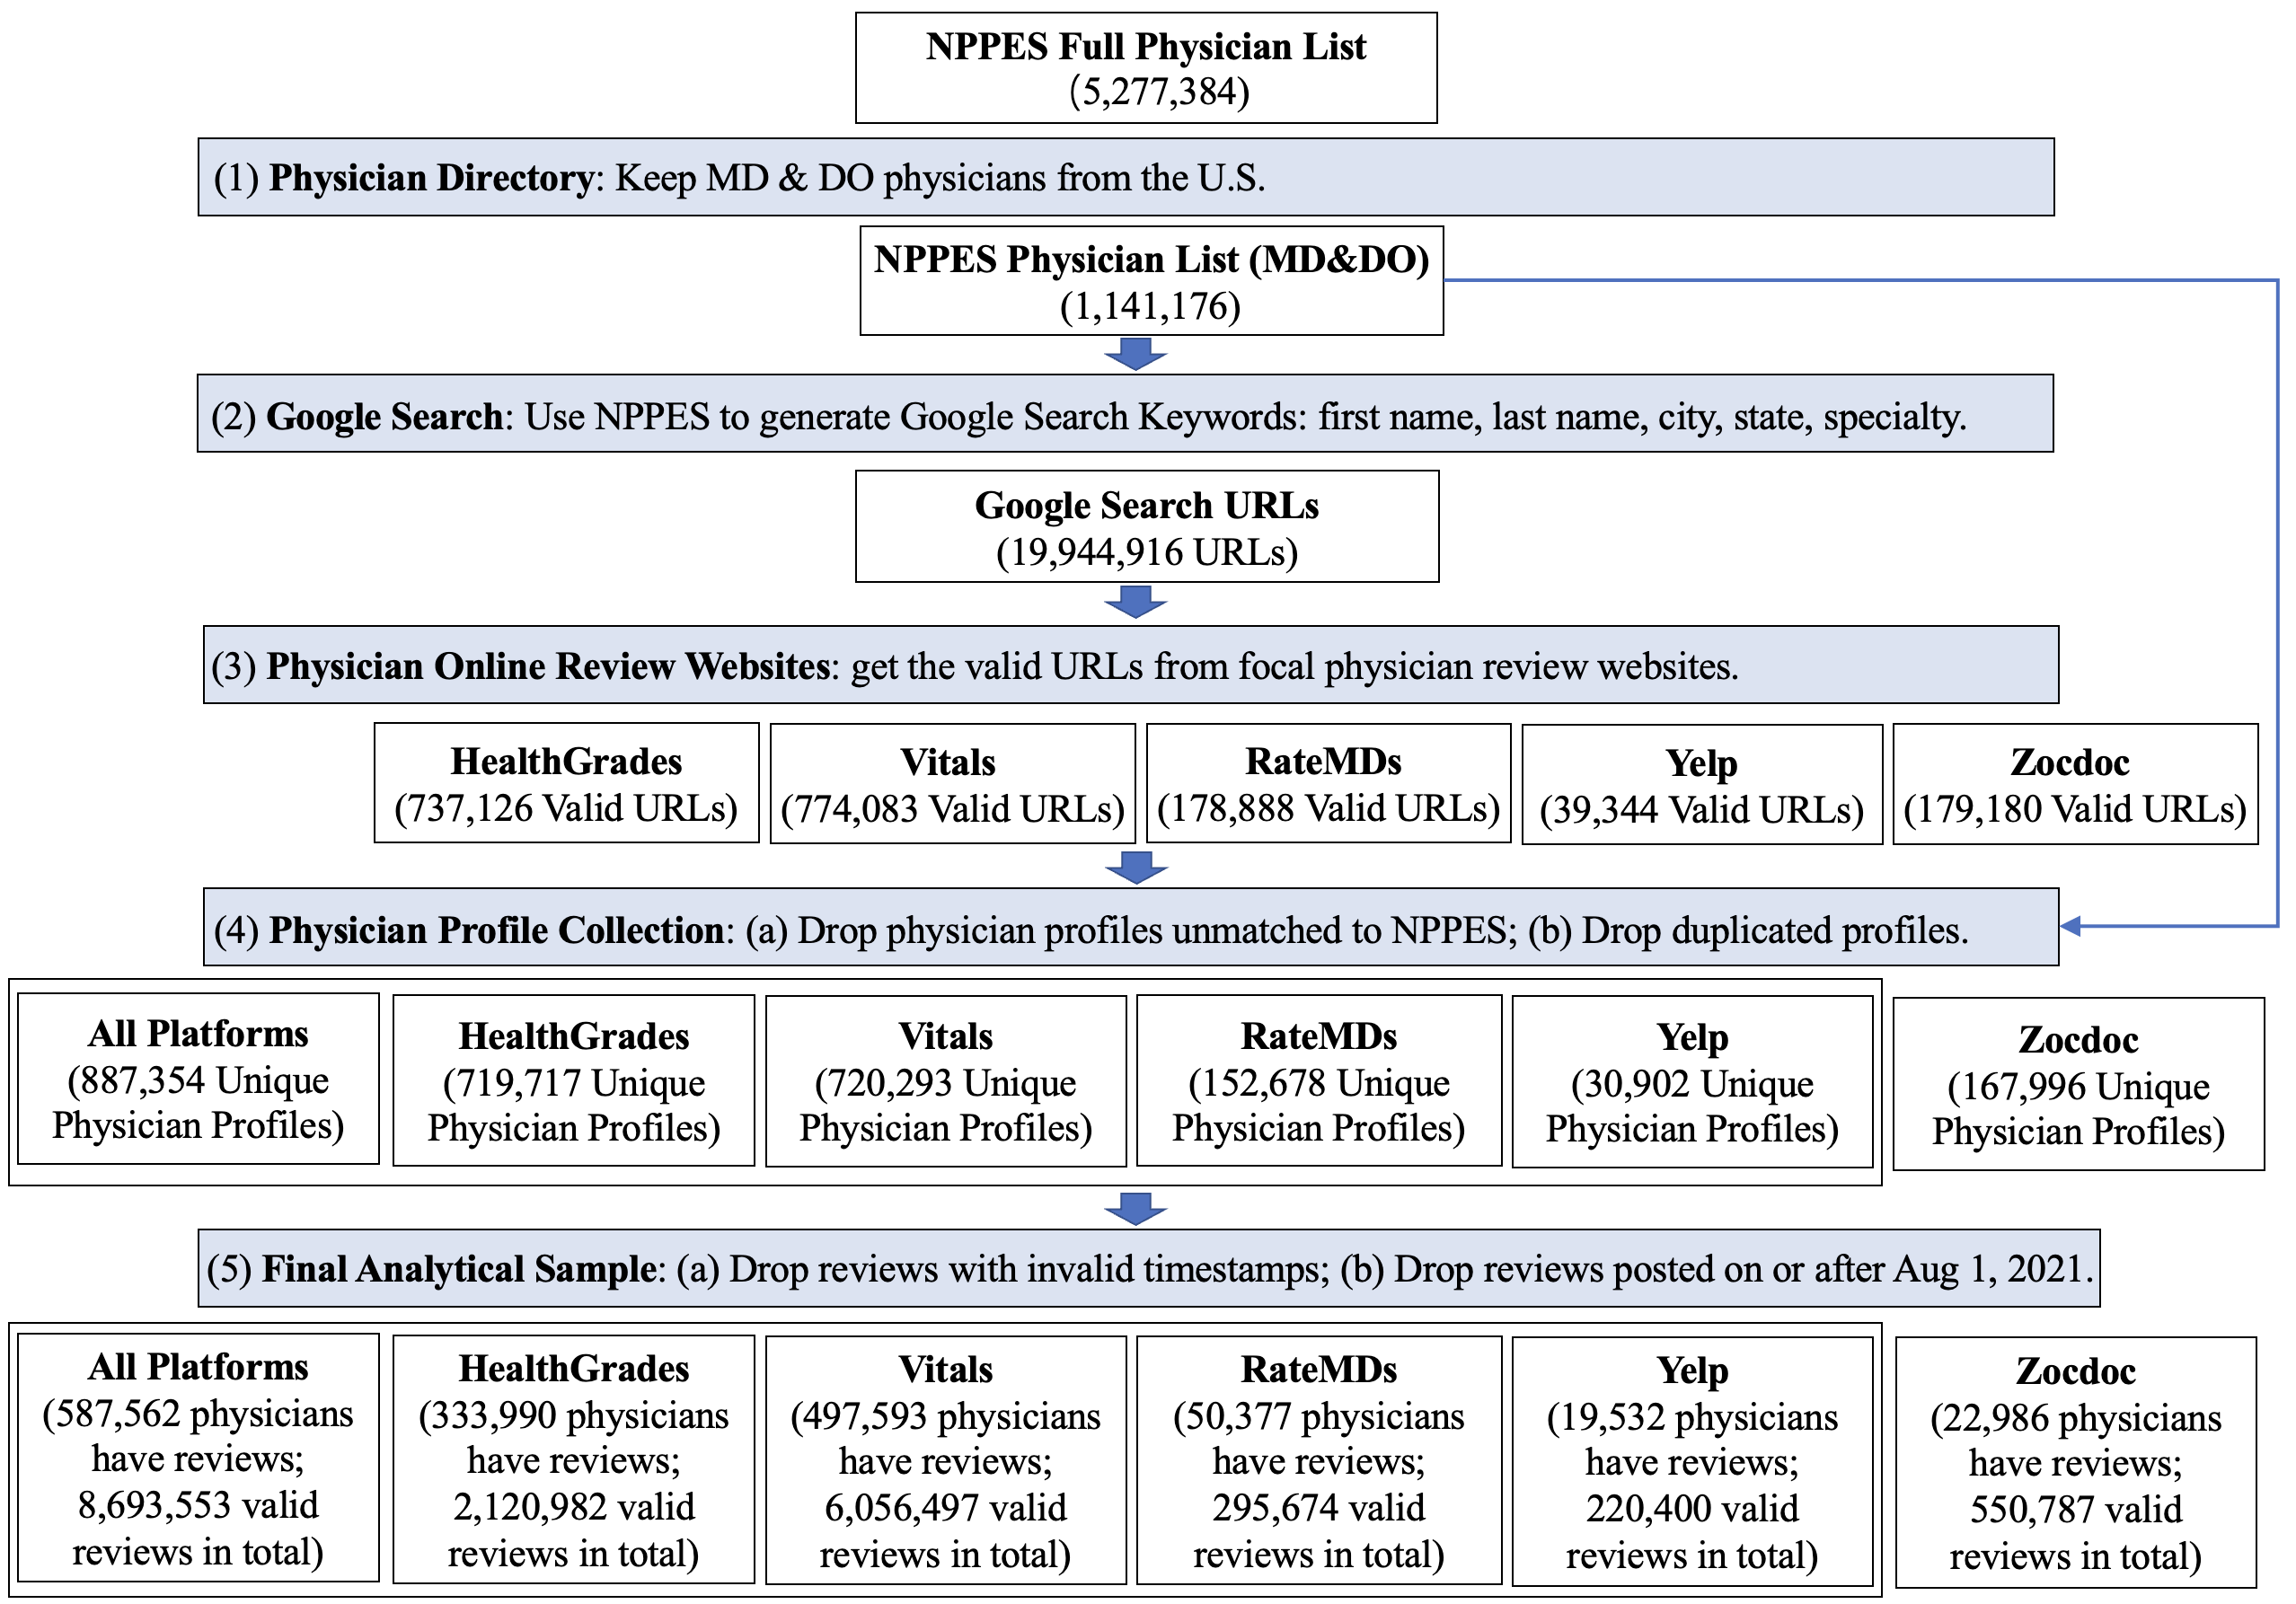 NPPES Full Physician List
(5,277,384)
(1) Physician Directory: Keep MD & DO physicians from the U.S.
NPPES Physician List (MD&DO)
(1,141,176)
(2) Google Search: Use NPPES to generate Google Search Keywords: first name, last name, city, state, specialty.
Google Search URLs
(19,944,916 URLs)
(3) Physician Online Review Websites: get the valid URLs from focal physician review websites.
HealthGrades
(737,126 Valid URLs)
Vitals
(774,083 Valid URLs)
RateMDs
(178,888 Valid URLs)
Yelp
(39,344 Valid URLs)
Zocdoc
(179,180 Valid URLs)
(4) Physician Profile Collection: (a) Drop physician profiles unmatched to NPPES; (b) Drop duplicated profiles.
All Platforms
(887,354 Unique
Physician Profiles)
HealthGrades
(719,717 Unique
Physician Profiles)
Vitals
(720,293 Unique
Physician Profiles)
RateMDs
(152,678 Unique
Physician Profiles)
Yelp
(30,902 Unique
Physician Profiles)
Zocdoc
(167,996 Unique
Physician Profiles)
(5) Final Analytical Sample: (a) Drop reviews with invalid timestamps; (b) Drop reviews posted on or after Aug 1, 2021.
All Platforms
(587,562 physicians
have reviews;
8,693,553 valid
reviews in total)
HealthGrades
(333,990 physicians
have reviews;
2,120,982 valid
reviews in total)
Vitals
(497,593 physicians
have reviews;
6,056,497 valid
reviews in total)
RateMDs
(50,377 physicians
have reviews;
295,674 valid
reviews in total)
Yelp
(19,532 physicians
have reviews;
220,400 valid
reviews in total)
Zocdoc
(22,986 physicians
have reviews;
550,787 valid
reviews in total)